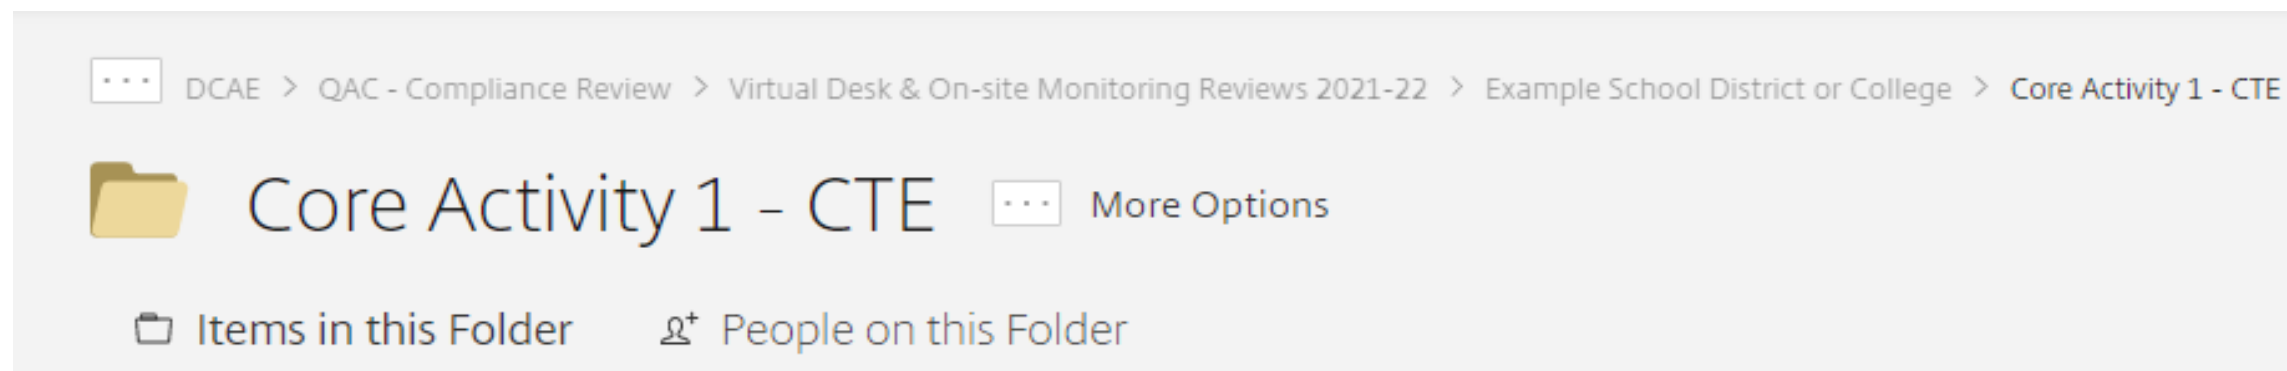 ··· DCAE > QAC - Compliance Review > Virtual Desk & On-site Monitoring Reviews 2021-22 > Example School District or College > Core Activity 1 - CTE
Core Activity 1 - CTE ··· More Options
Items in this Folder People on this Folder